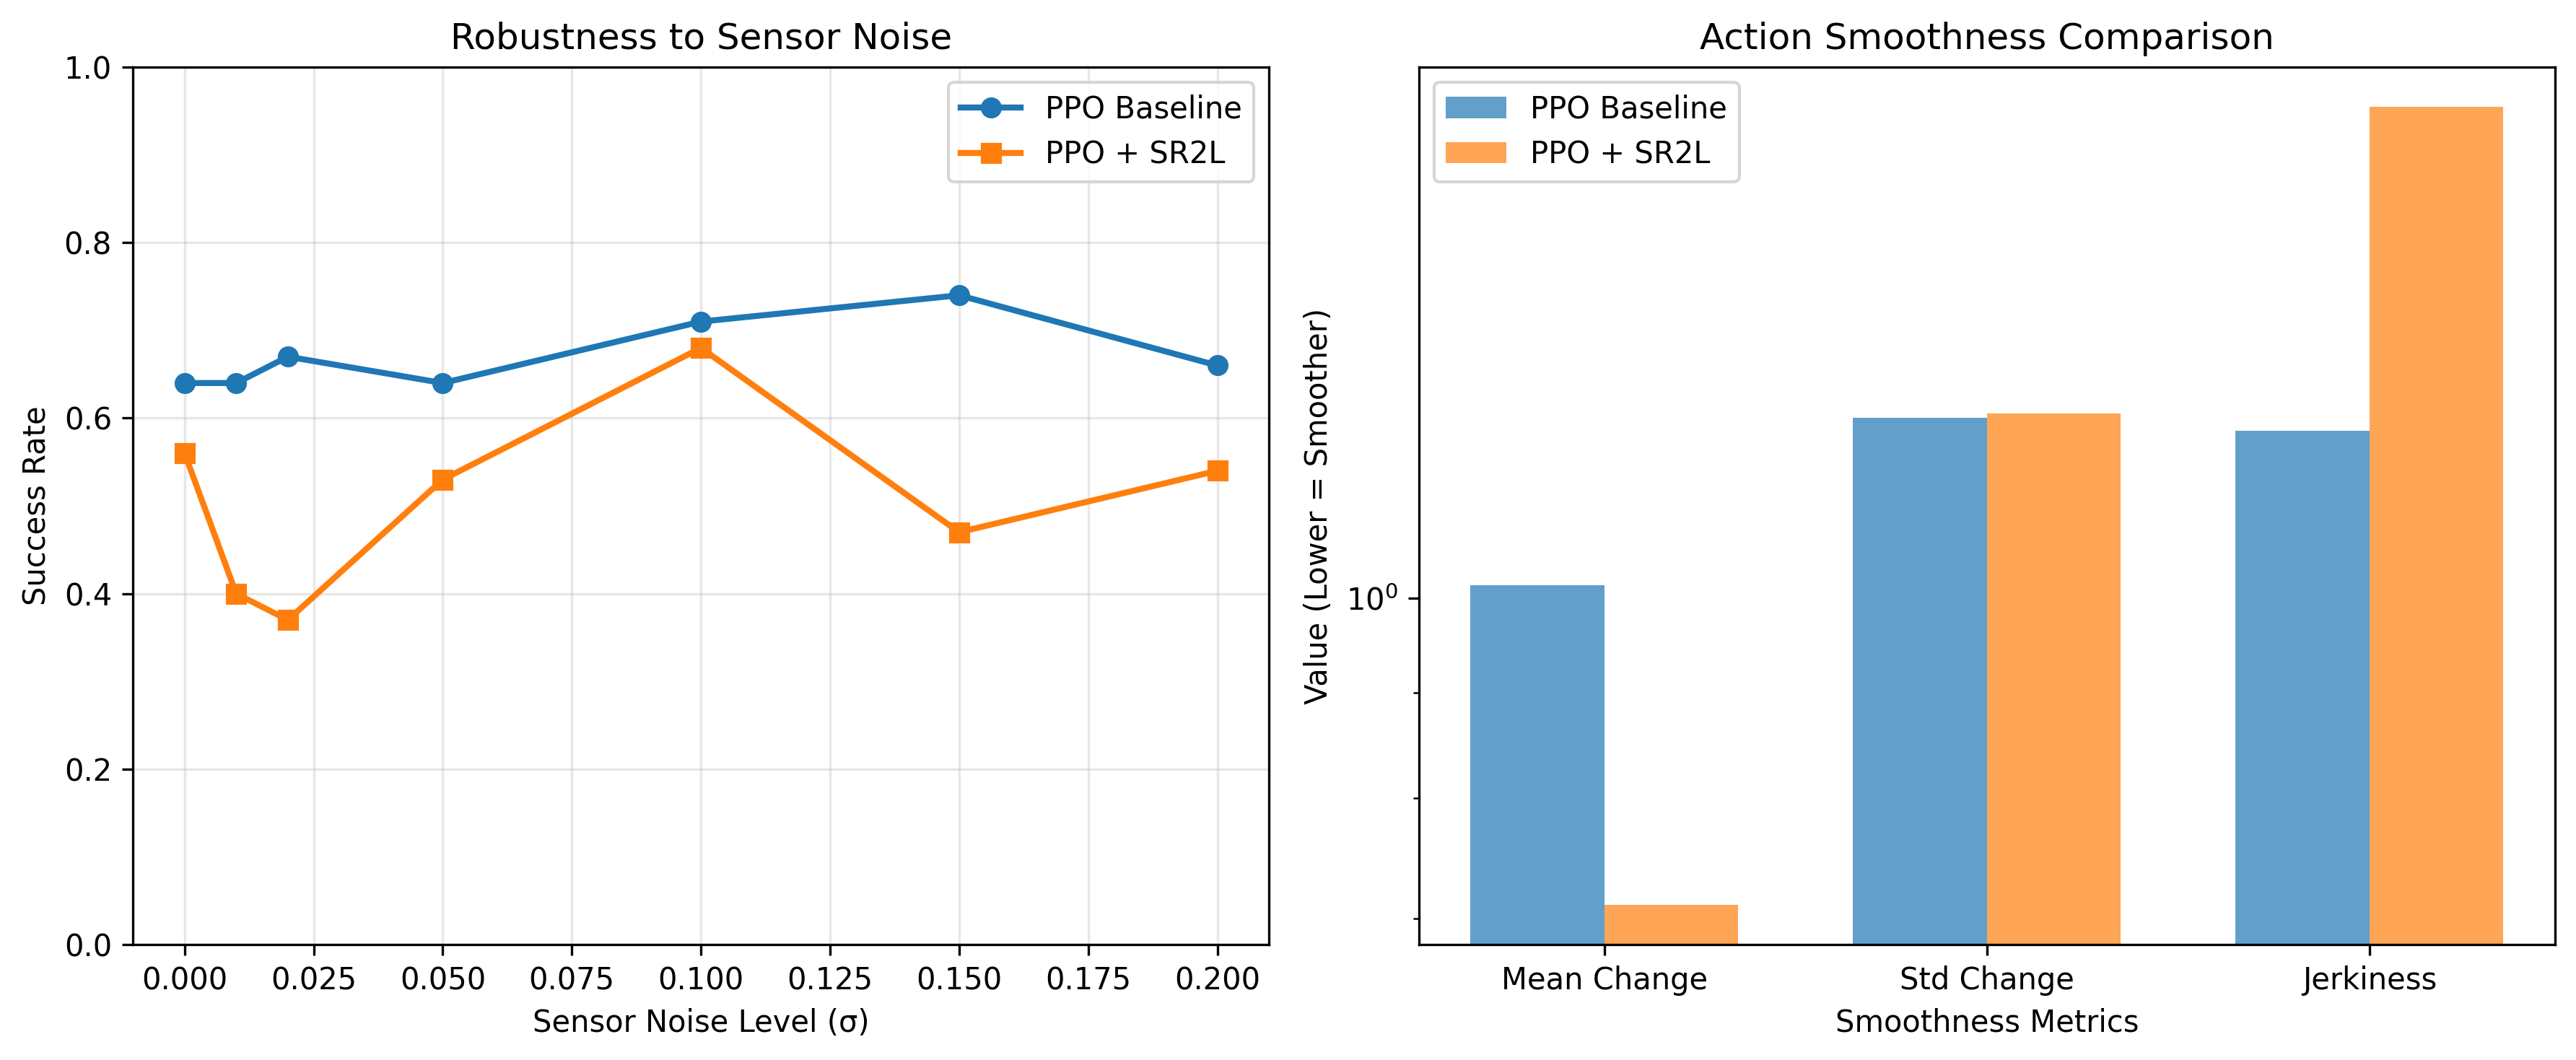 Robustness to Sensor Noise
PPO Baseline
PPO + SR2L
Success Rate
1.0
0.8
0.6
0.4
0.2
0.0
0.000 0.025 0.050 0.075 0.100 0.125 0.150 0.175 0.200
Sensor Noise Level (σ)
Action Smoothness Comparison
PPO Baseline
PPO + SR2L
Value (Lower = Smoother)
10⁰
Mean Change Std Change Jerkiness
Smoothness Metrics